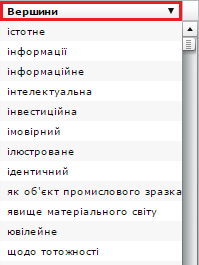 Вершини ▼
істотне
інформації
інформаційне
інтелектуальна
інвестиційна
імовірний
ілюстроване
ідентичний
як об'єкт промислового зразка
явище матеріального світу
ювілейне
щодо тотожності